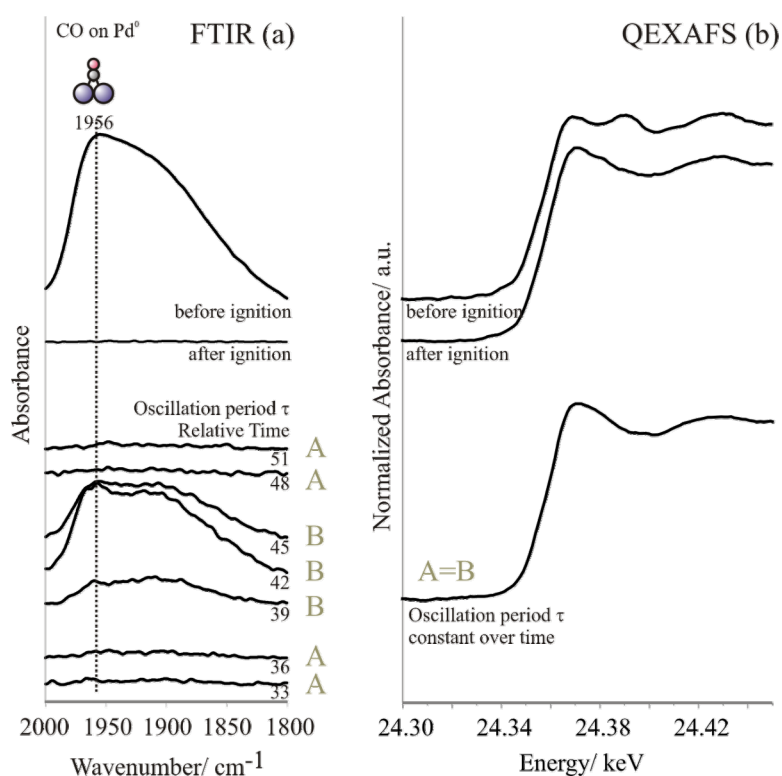 CO on Pd⁰
FTIR (a)
1956
before ignition
after ignition
Oscillation period τ
Relative Time
51
A
48
A
45
B
42
B
39
B
36
A
33
A
Absorbance
2000 1950 1900 1850 1800
Wavenumber/ cm⁻¹
QEXAFS (b)
before ignition
after ignition
A=B
Oscillation period τ
constant over time
Normalized Absorbance/ a.u.
24.30 24.34 24.38 24.42
Energy/ keV